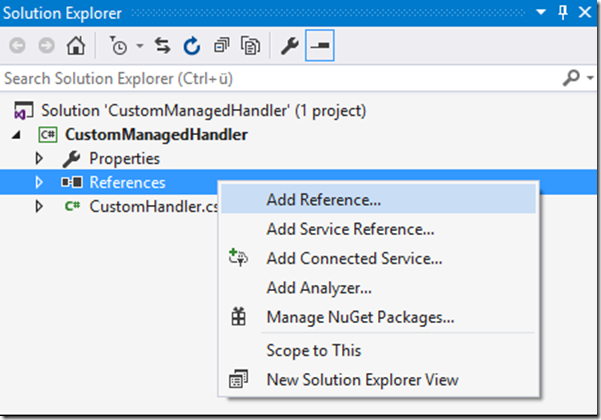 Solution Explorer
Search Solution Explorer (Ctrl+ü)
Solution 'CustomManagedHandler' (1 project)
C# CustomManagedHandler
Properties
References
C# CustomHandler.cs
Add Reference...
Add Service Reference...
Add Connected Service...
Add Analyzer...
Manage NuGet Packages...
Scope to This
New Solution Explorer View